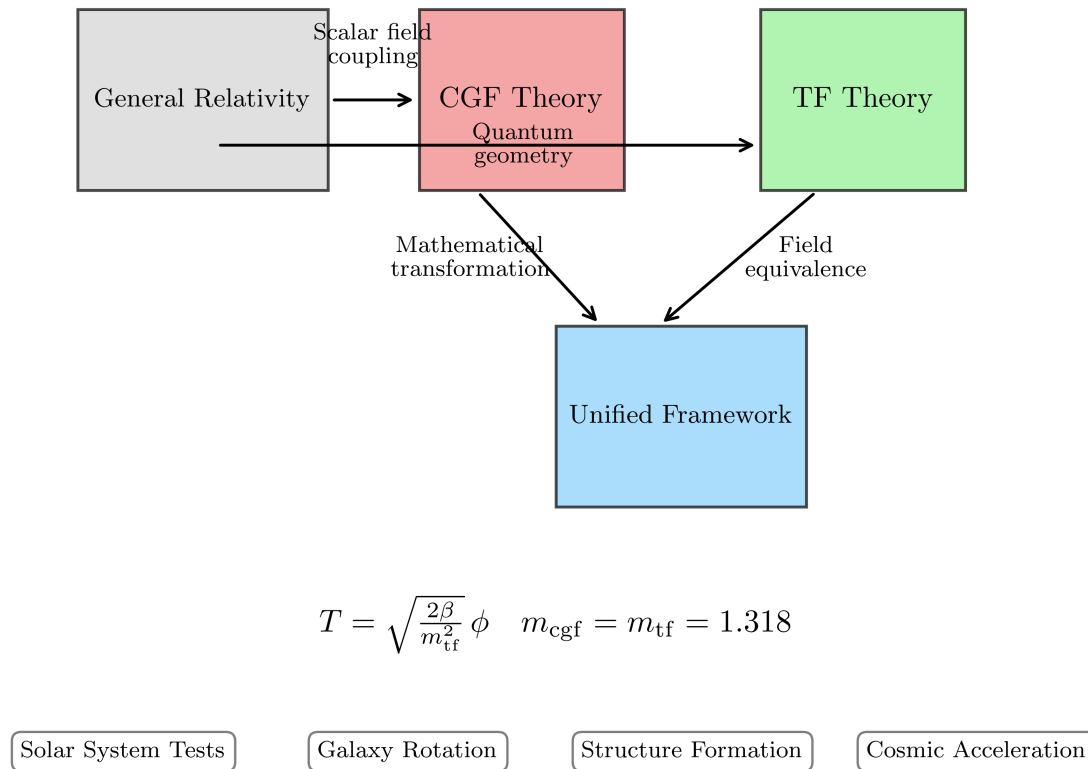 Scalar field
coupling
General Relativity
CGF Theory
TF Theory
Quantum
geometry
Mathematical
transformation
Field
equivalence
Unified Framework
T = √(2β/m²_tf) φ   m_cgf = m_tf = 1.318
Solar System Tests
Galaxy Rotation
Structure Formation
Cosmic Acceleration